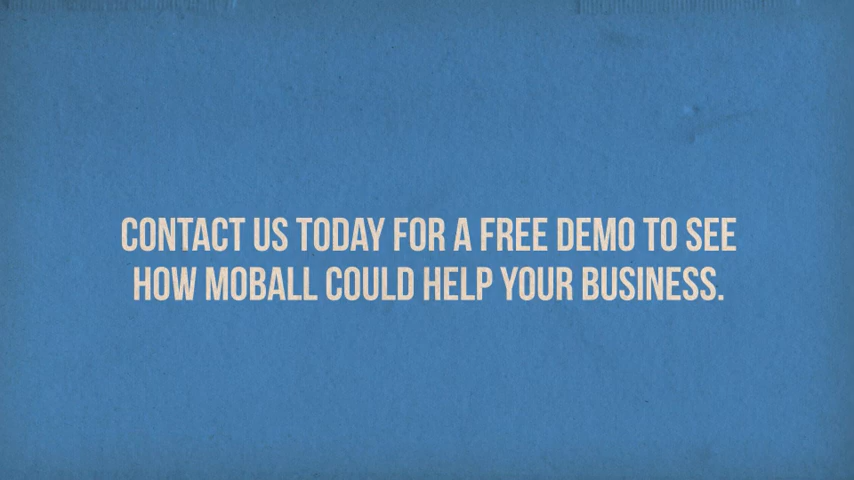 CONTACT US TODAY FOR A FREE DEMO TO SEE
HOW MOBALL COULD HELP YOUR BUSINESS.